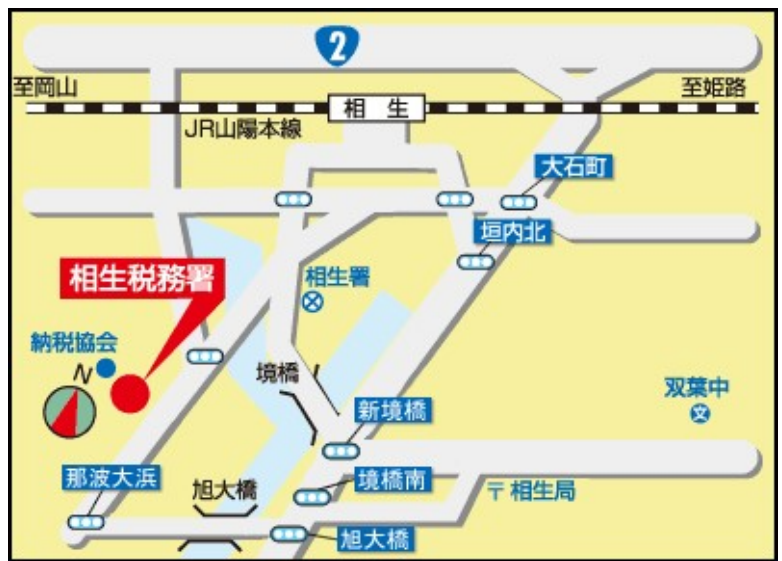 2
至岡山
至姫路
相 生
JR山陽本線
大石町
垣内北
相生税務署
相生署
納税協会
N
境橋
双葉中
文
新境橋
那波大浜
旭大橋
境橋南
〒相生局
旭大橋